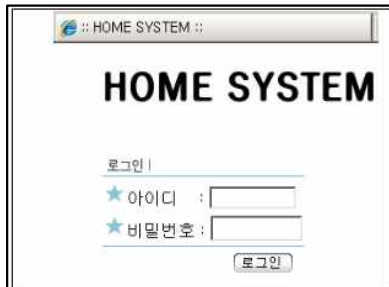 :: HOME SYSTEM ::
HOME SYSTEM
로그인 |
★ 아이디 :
★ 비밀번호 :
로그인